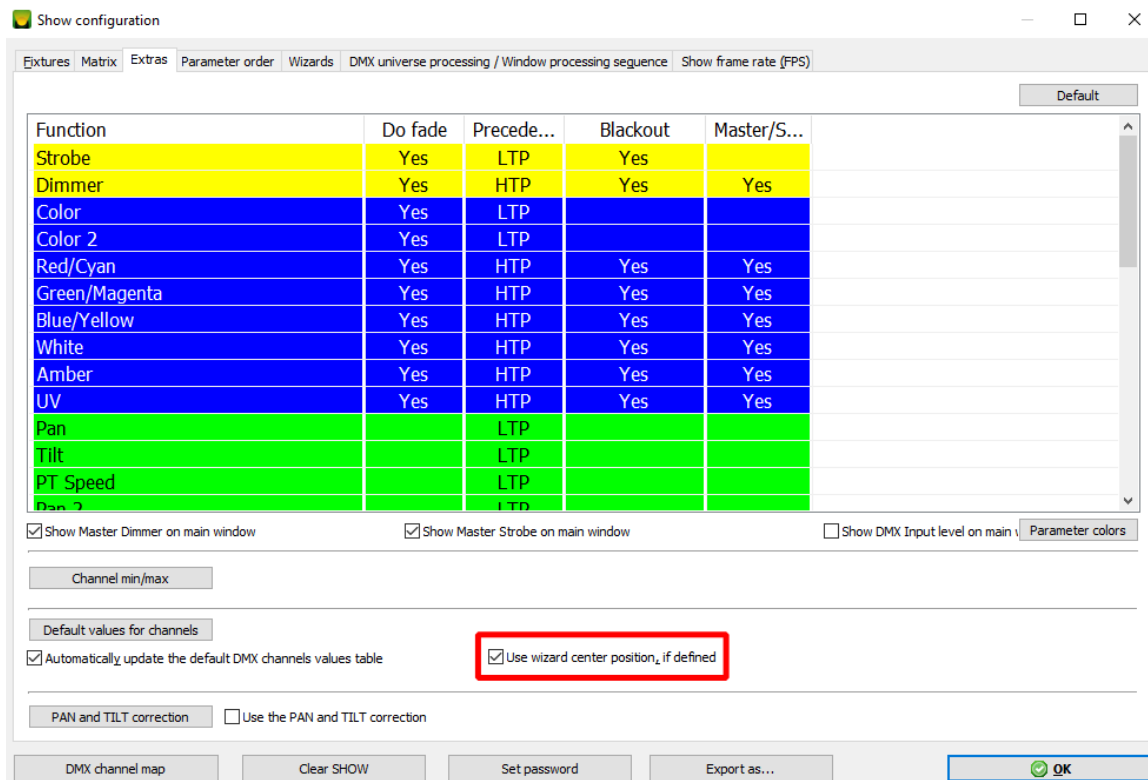 Show configuration
Fixtures Matrix Extras Parameter order Wizards DMX universe processing / Window processing sequence Show frame rate (FPS)
Default
Function Do fade Precede... Blackout Master/S...
Strobe Yes LTP Yes
Dimmer Yes HTP Yes Yes
Color Yes LTP
Color 2 Yes LTP
Red/Cyan Yes HTP Yes Yes
Green/Magenta Yes HTP Yes Yes
Blue/Yellow Yes HTP Yes Yes
White Yes HTP Yes Yes
Amber Yes HTP Yes Yes
UV Yes HTP Yes Yes
Pan LTP
Tilt LTP
PT Speed LTP
Pan 2 LTP
Show Master Dimmer on main window Show Master Strobe on main window Show DMX Input level on main Parameter colors
Channel min/max
Default values for channels
Automatically update the default DMX channels values table Use wizard center position, if defined
PAN and TILT correction Use the PAN and TILT correction
DMX channel map Clear SHOW Set password Export as... OK